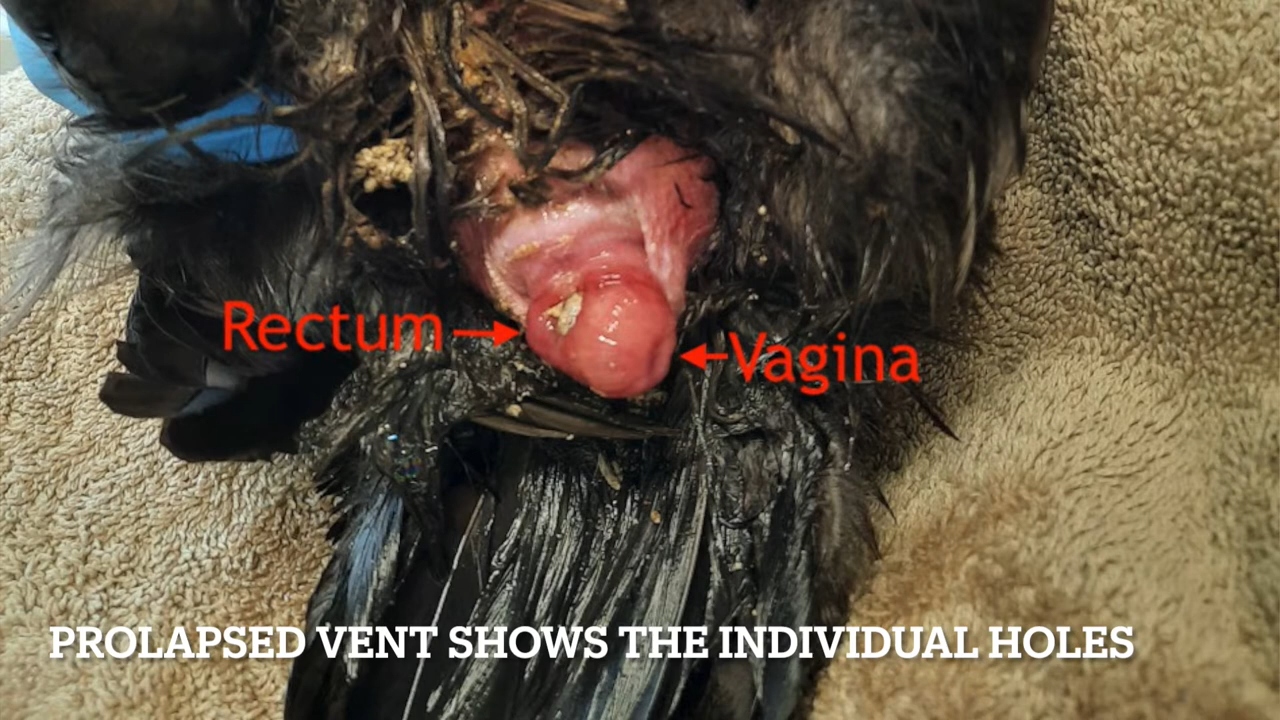 Rectum
Vagina
PROLAPSED VENT SHOWS THE INDIVIDUAL HOLES